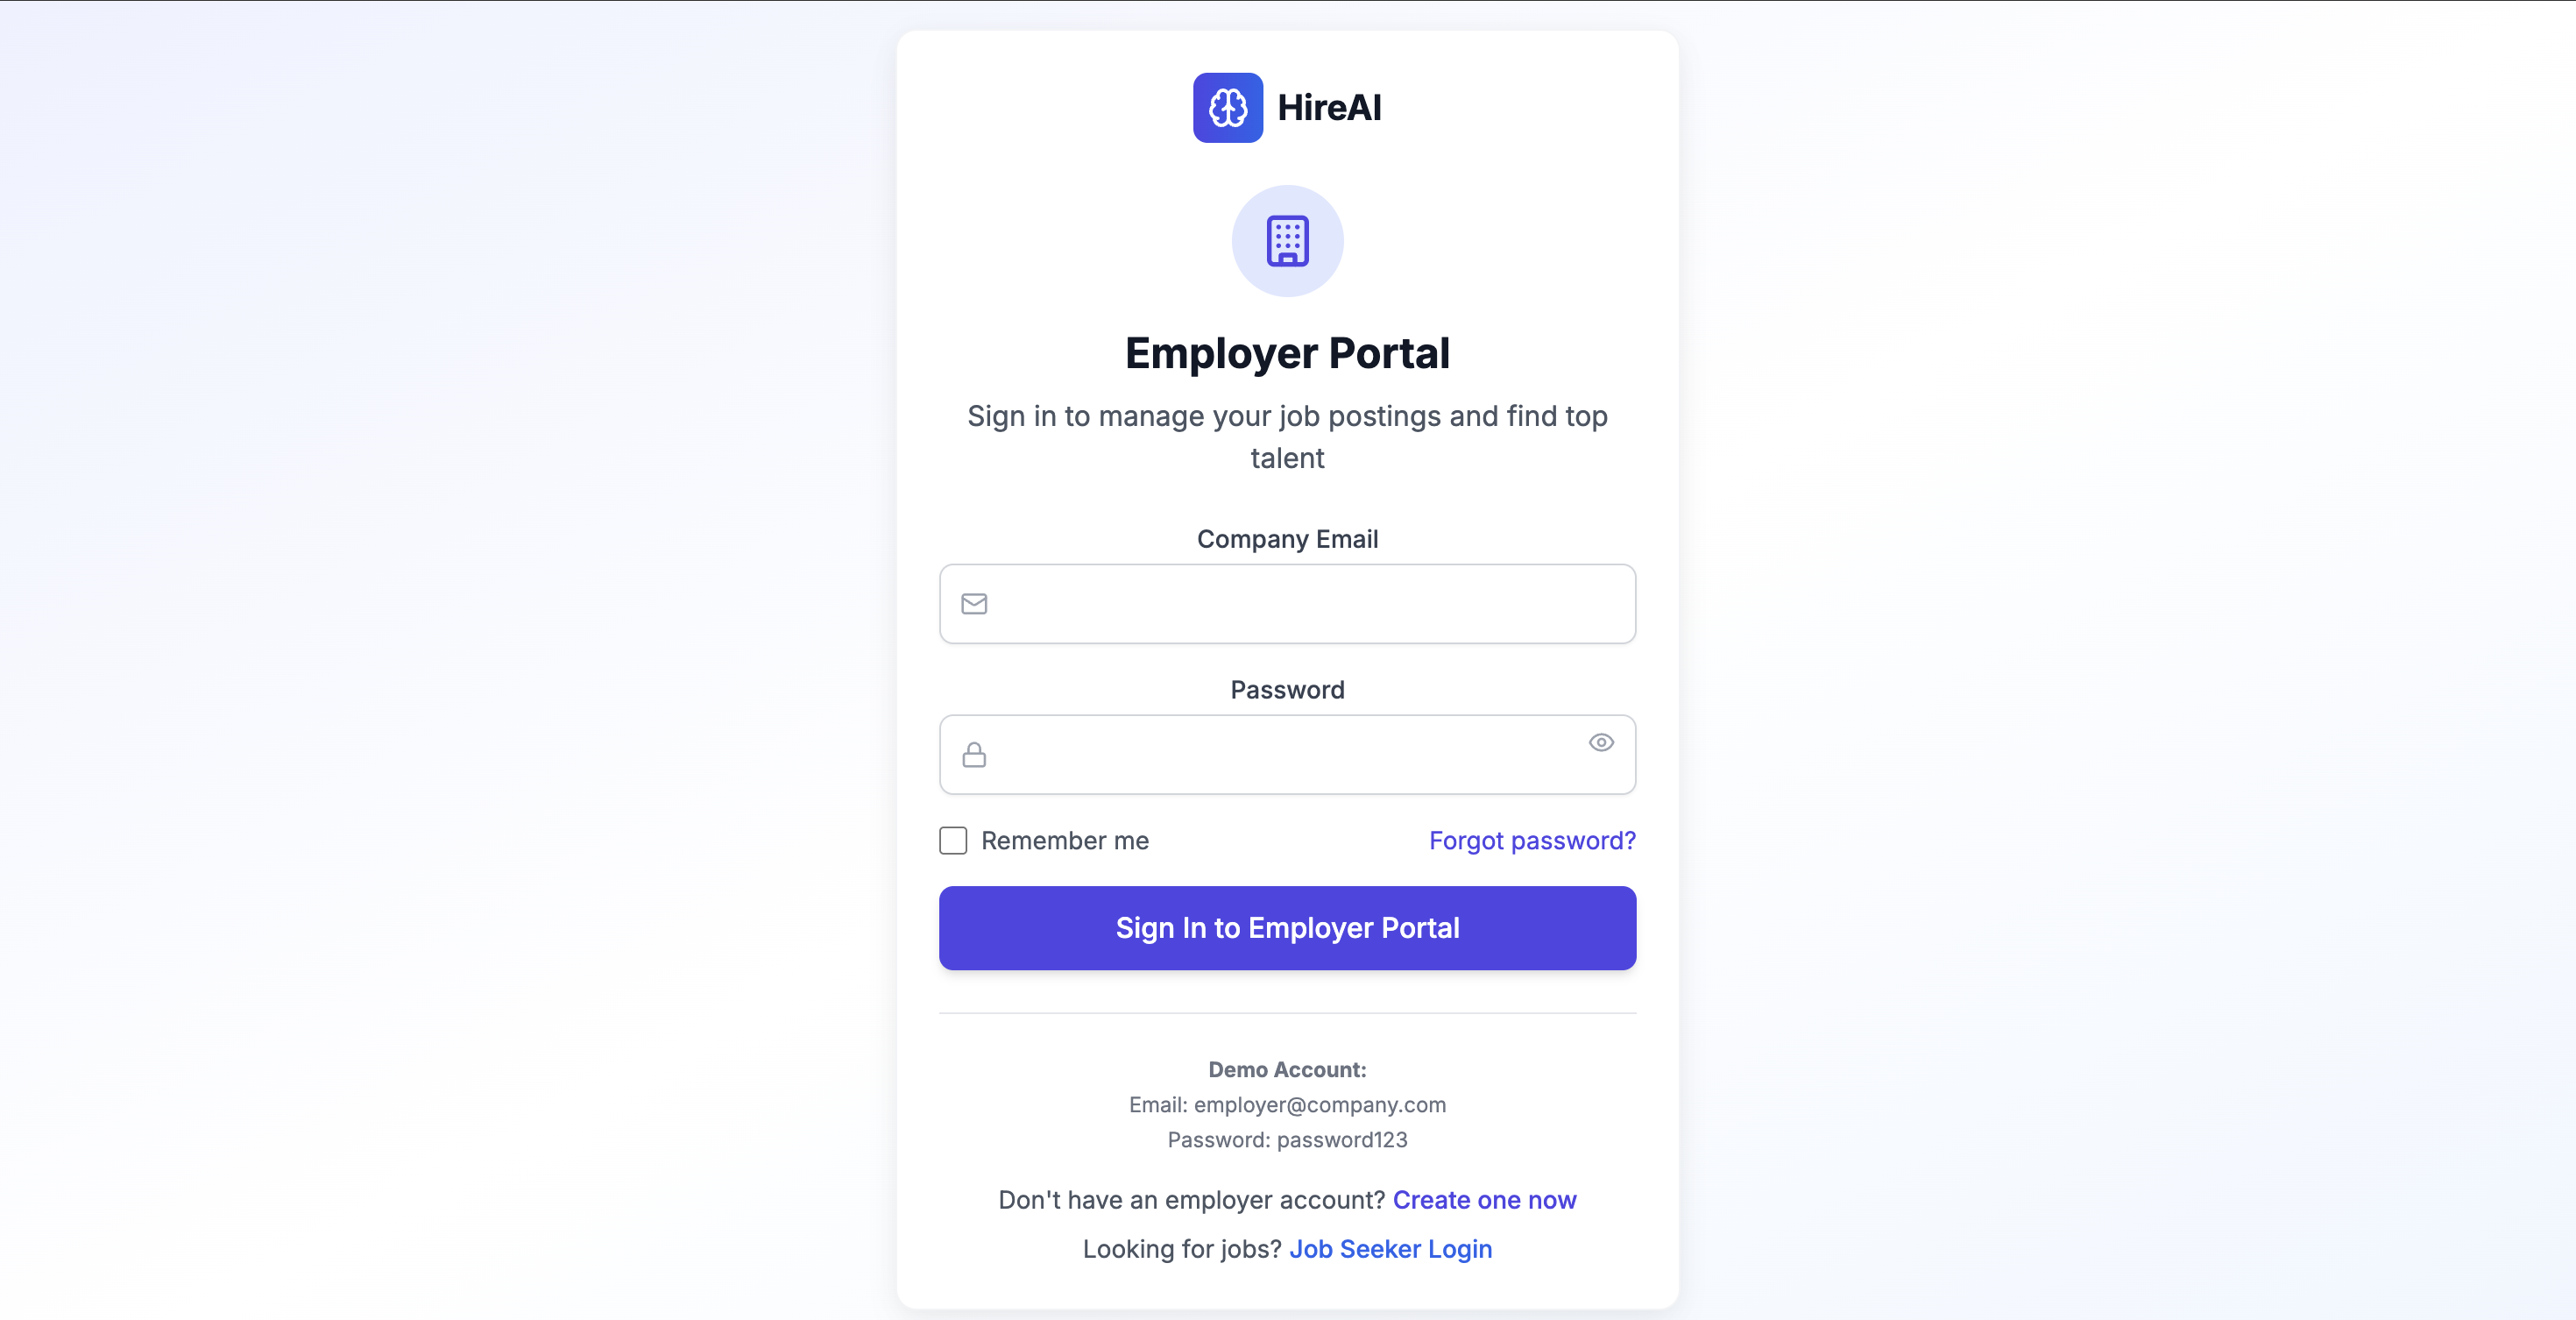 HireAI
Employer Portal
Sign in to manage your job postings and find top
talent
Company Email
Password
Remember me
Forgot password?
Sign In to Employer Portal
Demo Account:
Email: employer@company.com
Password: password123
Don't have an employer account? Create one now
Looking for jobs? Job Seeker Login